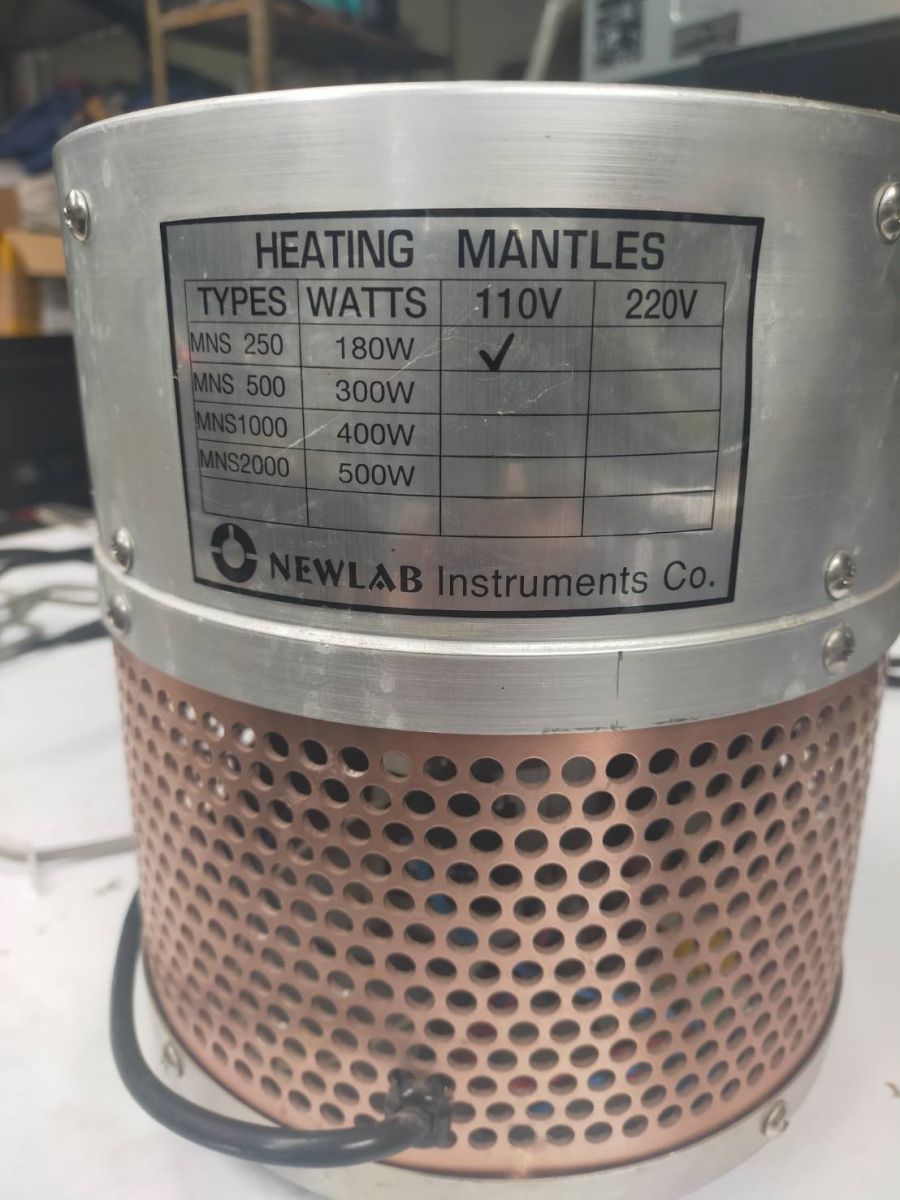 HEATING MANTLES
TYPES WATTS 110V 220V
MNS 250 180W ✓
MNS 500 300W
MNS1000 400W
MNS2000 500W
NEWLAB Instruments Co.